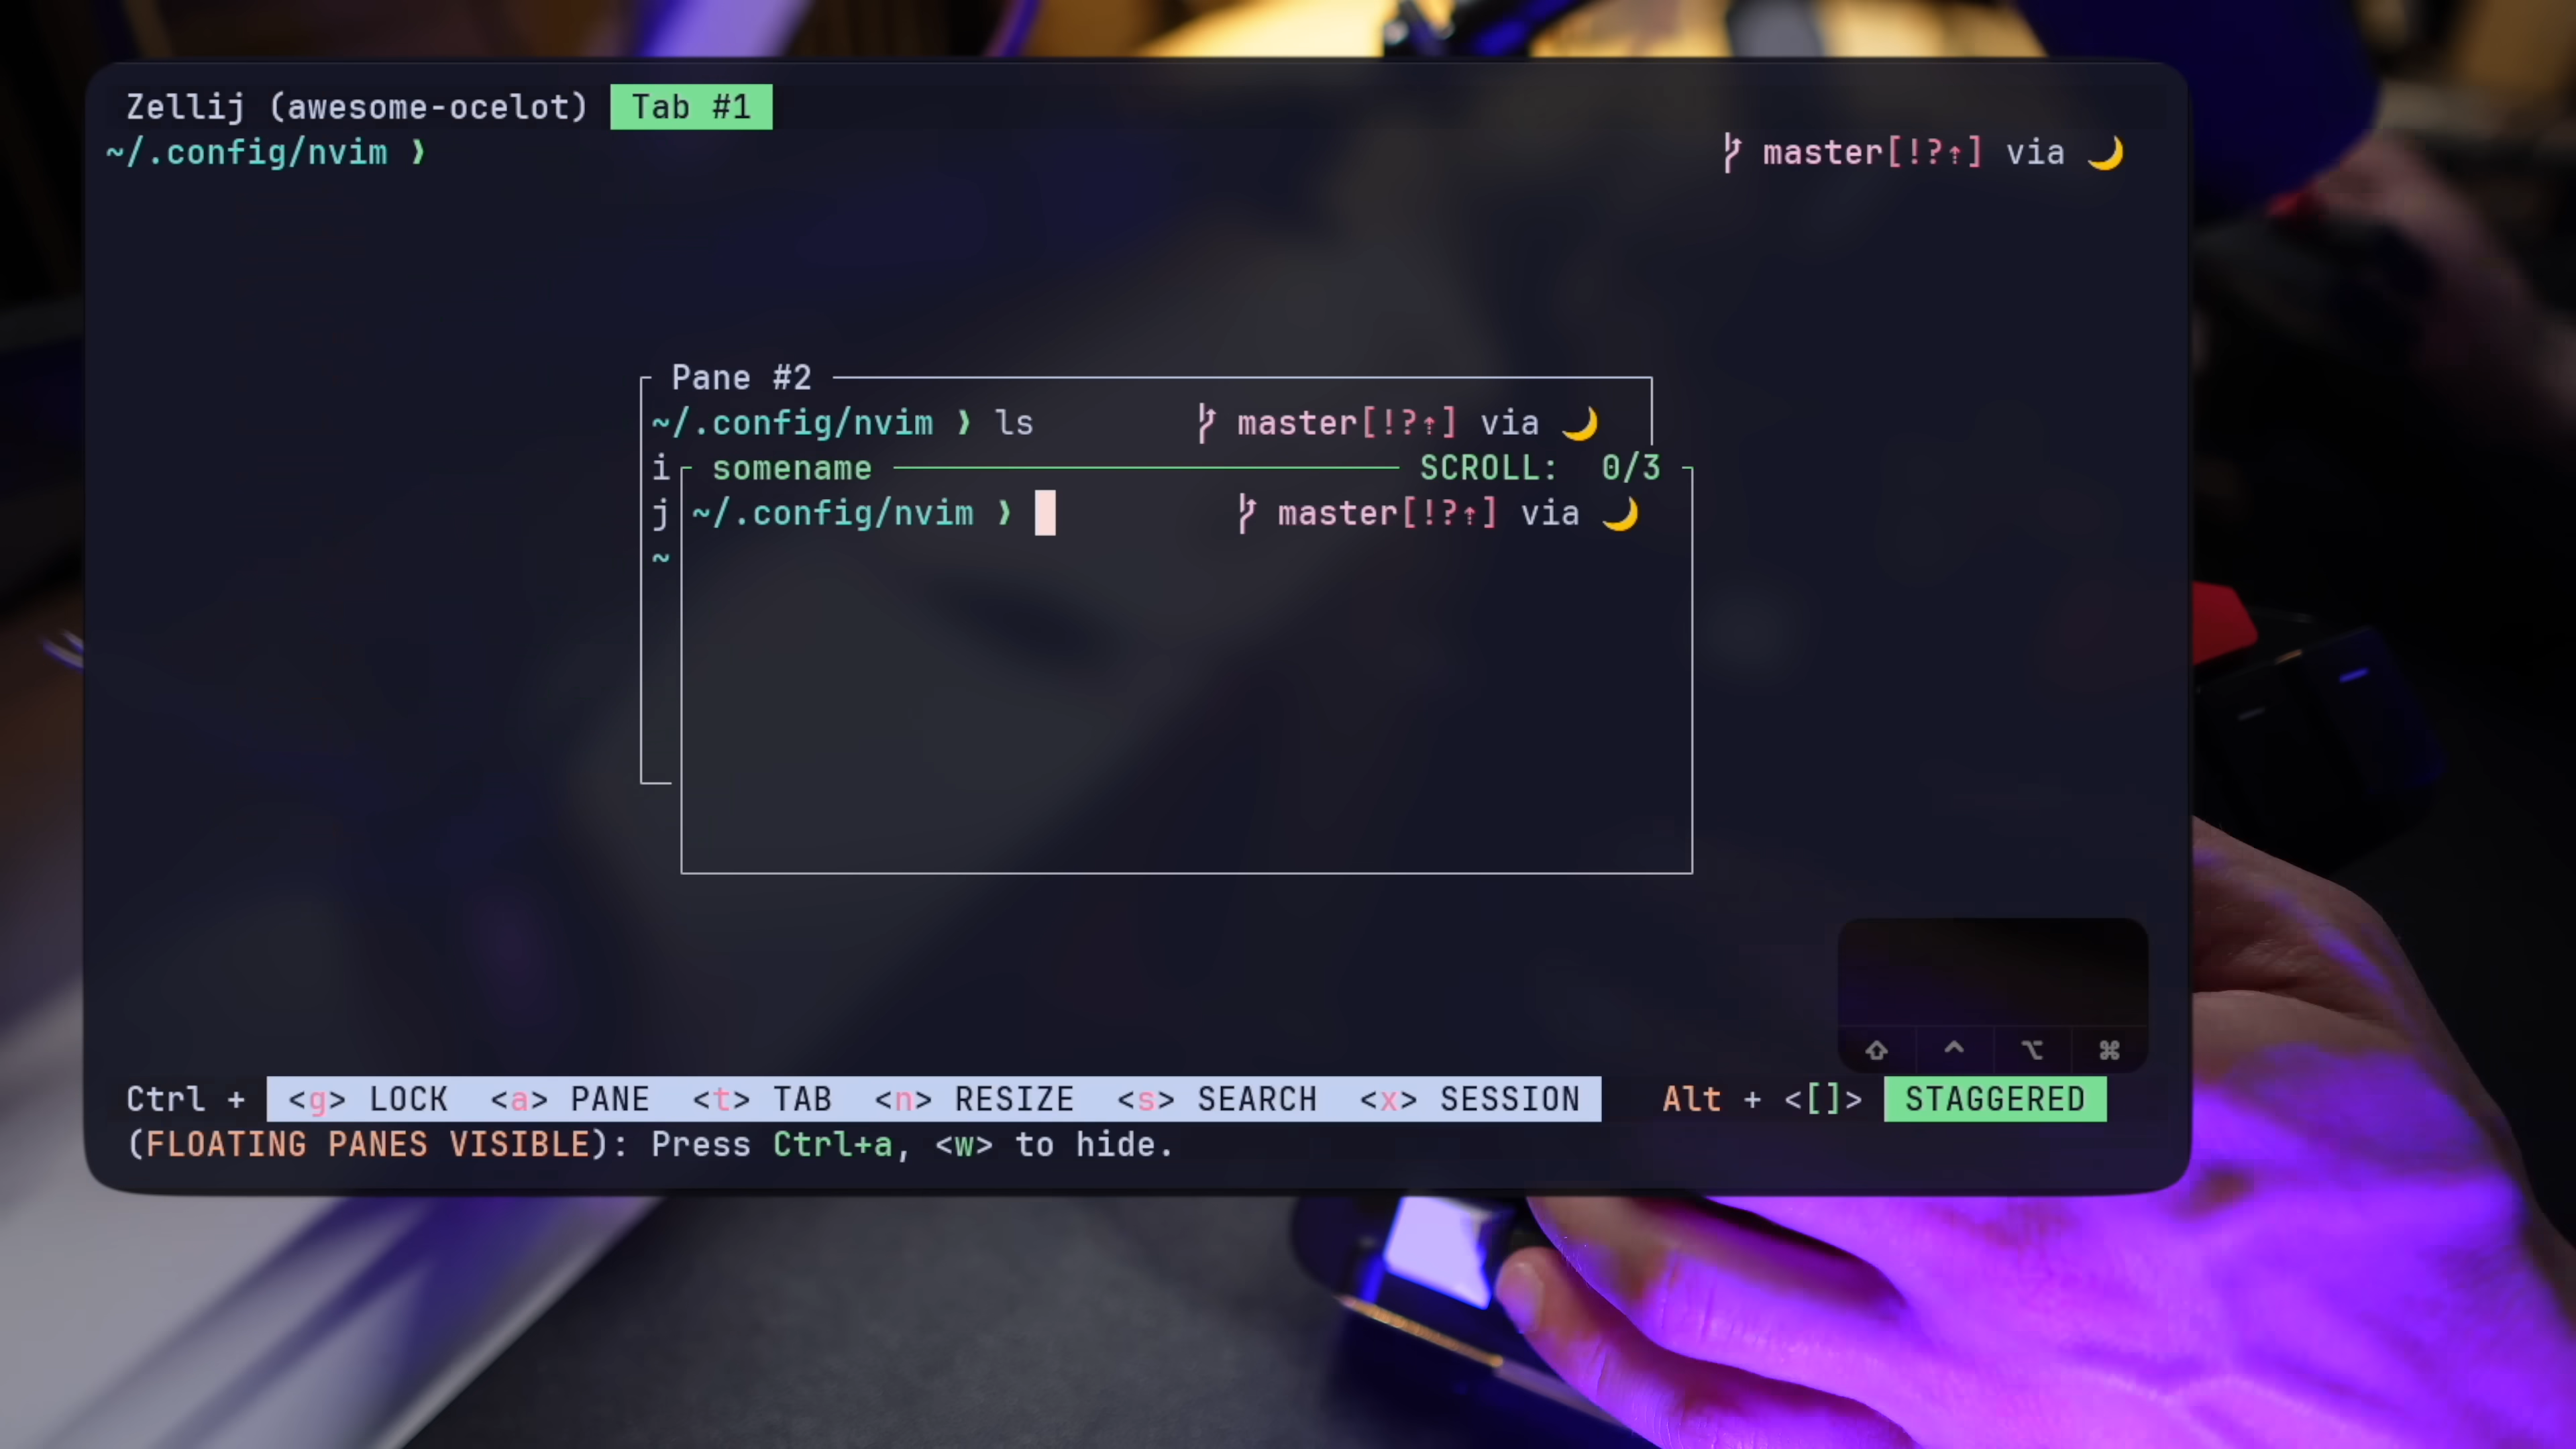 Zellij (awesome-ocelot) Tab #1
~/.config/nvim ❯ master[!?⇡] via 🌙
Pane #2
~/.config/nvim ❯ ls master[!?⇡] via 🌙
i
somename SCROLL: 0/3
j
~/.config/nvim ❯ master[!?⇡] via 🌙
~
⇧ ⌃ ⌥ ⌘
Ctrl + <g> LOCK <a> PANE <t> TAB <n> RESIZE <s> SEARCH <x> SESSION Alt + <[]> STAGGERED
(FLOATING PANES VISIBLE): Press Ctrl+a, <w> to hide.